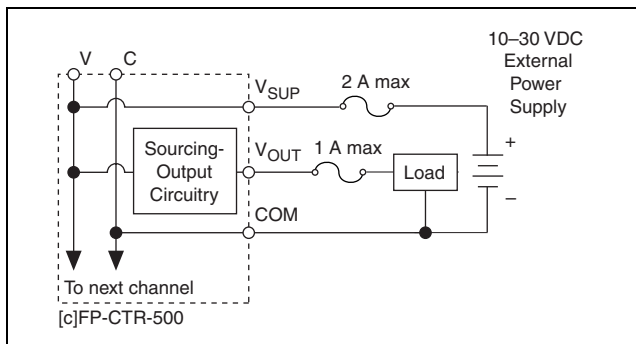 V
C
10–30 VDC
External
Power
Supply
VSUP
2 A max
+
Sourcing-
Output
Circuitry
VOUT
1 A max
Load
–
COM
To next channel
[c]FP-CTR-500